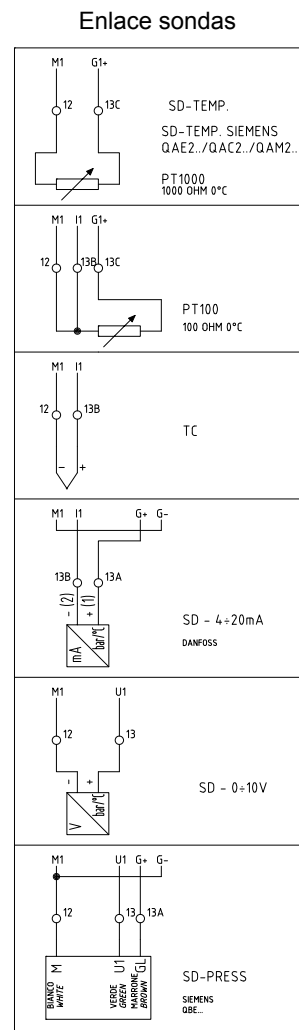 Enlace sondas
M1 G1+
12 13C
SD-TEMP.
SD-TEMP. SIEMENS
QAE2../QAC2../QAM2..
PT1000
1000 OHM 0°C
M1 I1 G1+
12 13B 13C
PT100
100 OHM 0°C
M1 I1
12 13B
- +
TC
M1 I1 G+ G-
13B 13A
- (2) + (1)
mA bar/°C
SD - 4÷20mA
DANFOSS
M1 U1
12 13
- +
V bar/°C
SD - 0÷10V
M1 U1 G+ G-
12 13 13A
M U1 GL
BIANCO VERDE MARRONE
WHITE GREEN BROWN
SD-PRESS
SIEMENS
QBE...